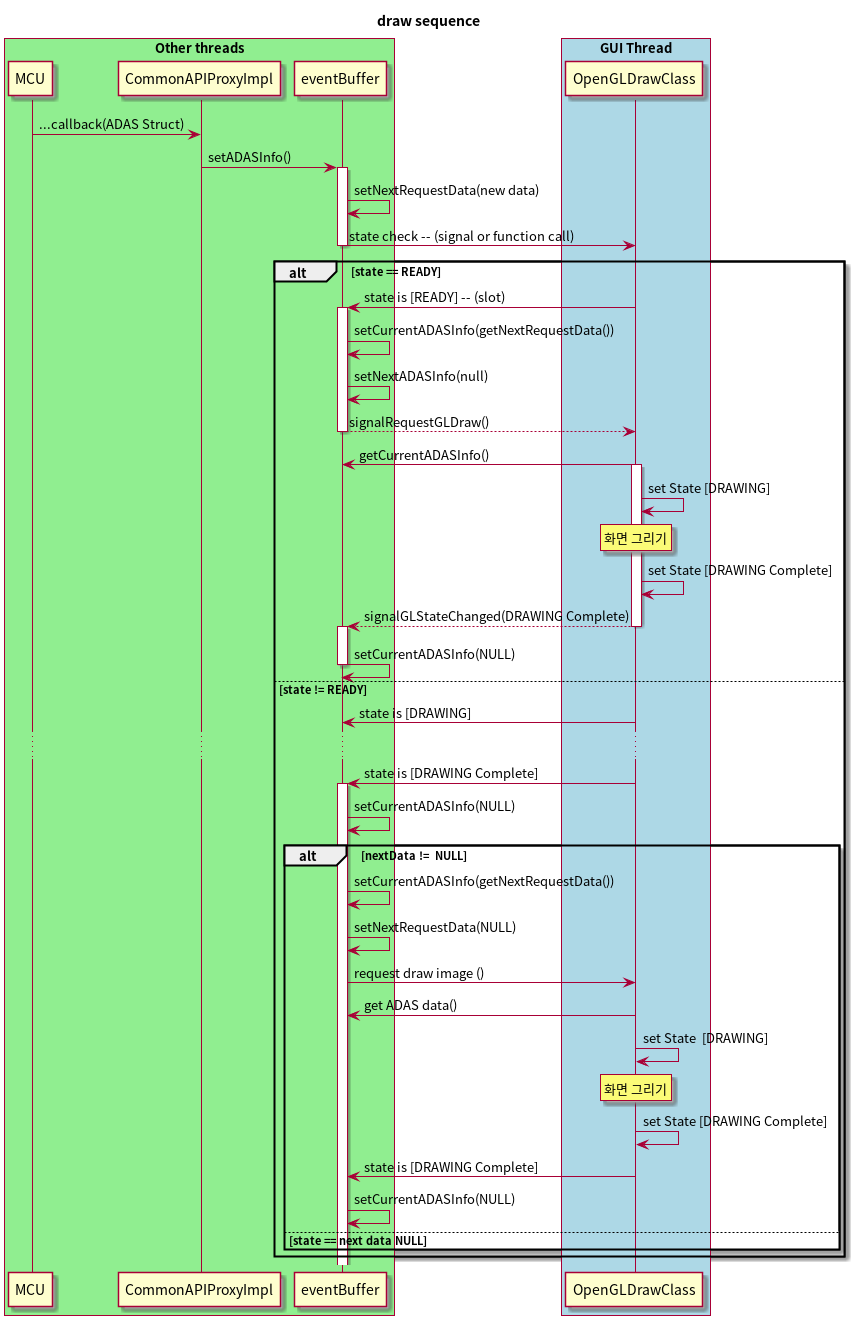 draw sequence
Other threads
GUI Thread
MCU
CommonAPIProxyImpl
eventBuffer
OpenGLDrawClass
...callback(ADAS Struct)
setADASInfo()
setNextRequestData(new data)
state check -- (signal or function call)
alt
[state == READY]
state is [READY] -- (slot)
setCurrentADASInfo(getNextRequestData())
setNextADASInfo(null)
signalRequestGLDraw()
getCurrentADASInfo()
set State [DRAWING]
화면 그리기
set State [DRAWING Complete]
signalGLStateChanged(DRAWING Complete)
setCurrentADASInfo(NULL)
[state != READY]
state is [DRAWING]
state is [DRAWING Complete]
setCurrentADASInfo(NULL)
alt
[nextData !=  NULL]
setCurrentADASInfo(getNextRequestData())
setNextRequestData(NULL)
request draw image ()
get ADAS data()
set State  [DRAWING]
화면 그리기
set State [DRAWING Complete]
state is [DRAWING Complete]
setCurrentADASInfo(NULL)
[state == next data NULL]
MCU
CommonAPIProxyImpl
eventBuffer
OpenGLDrawClass